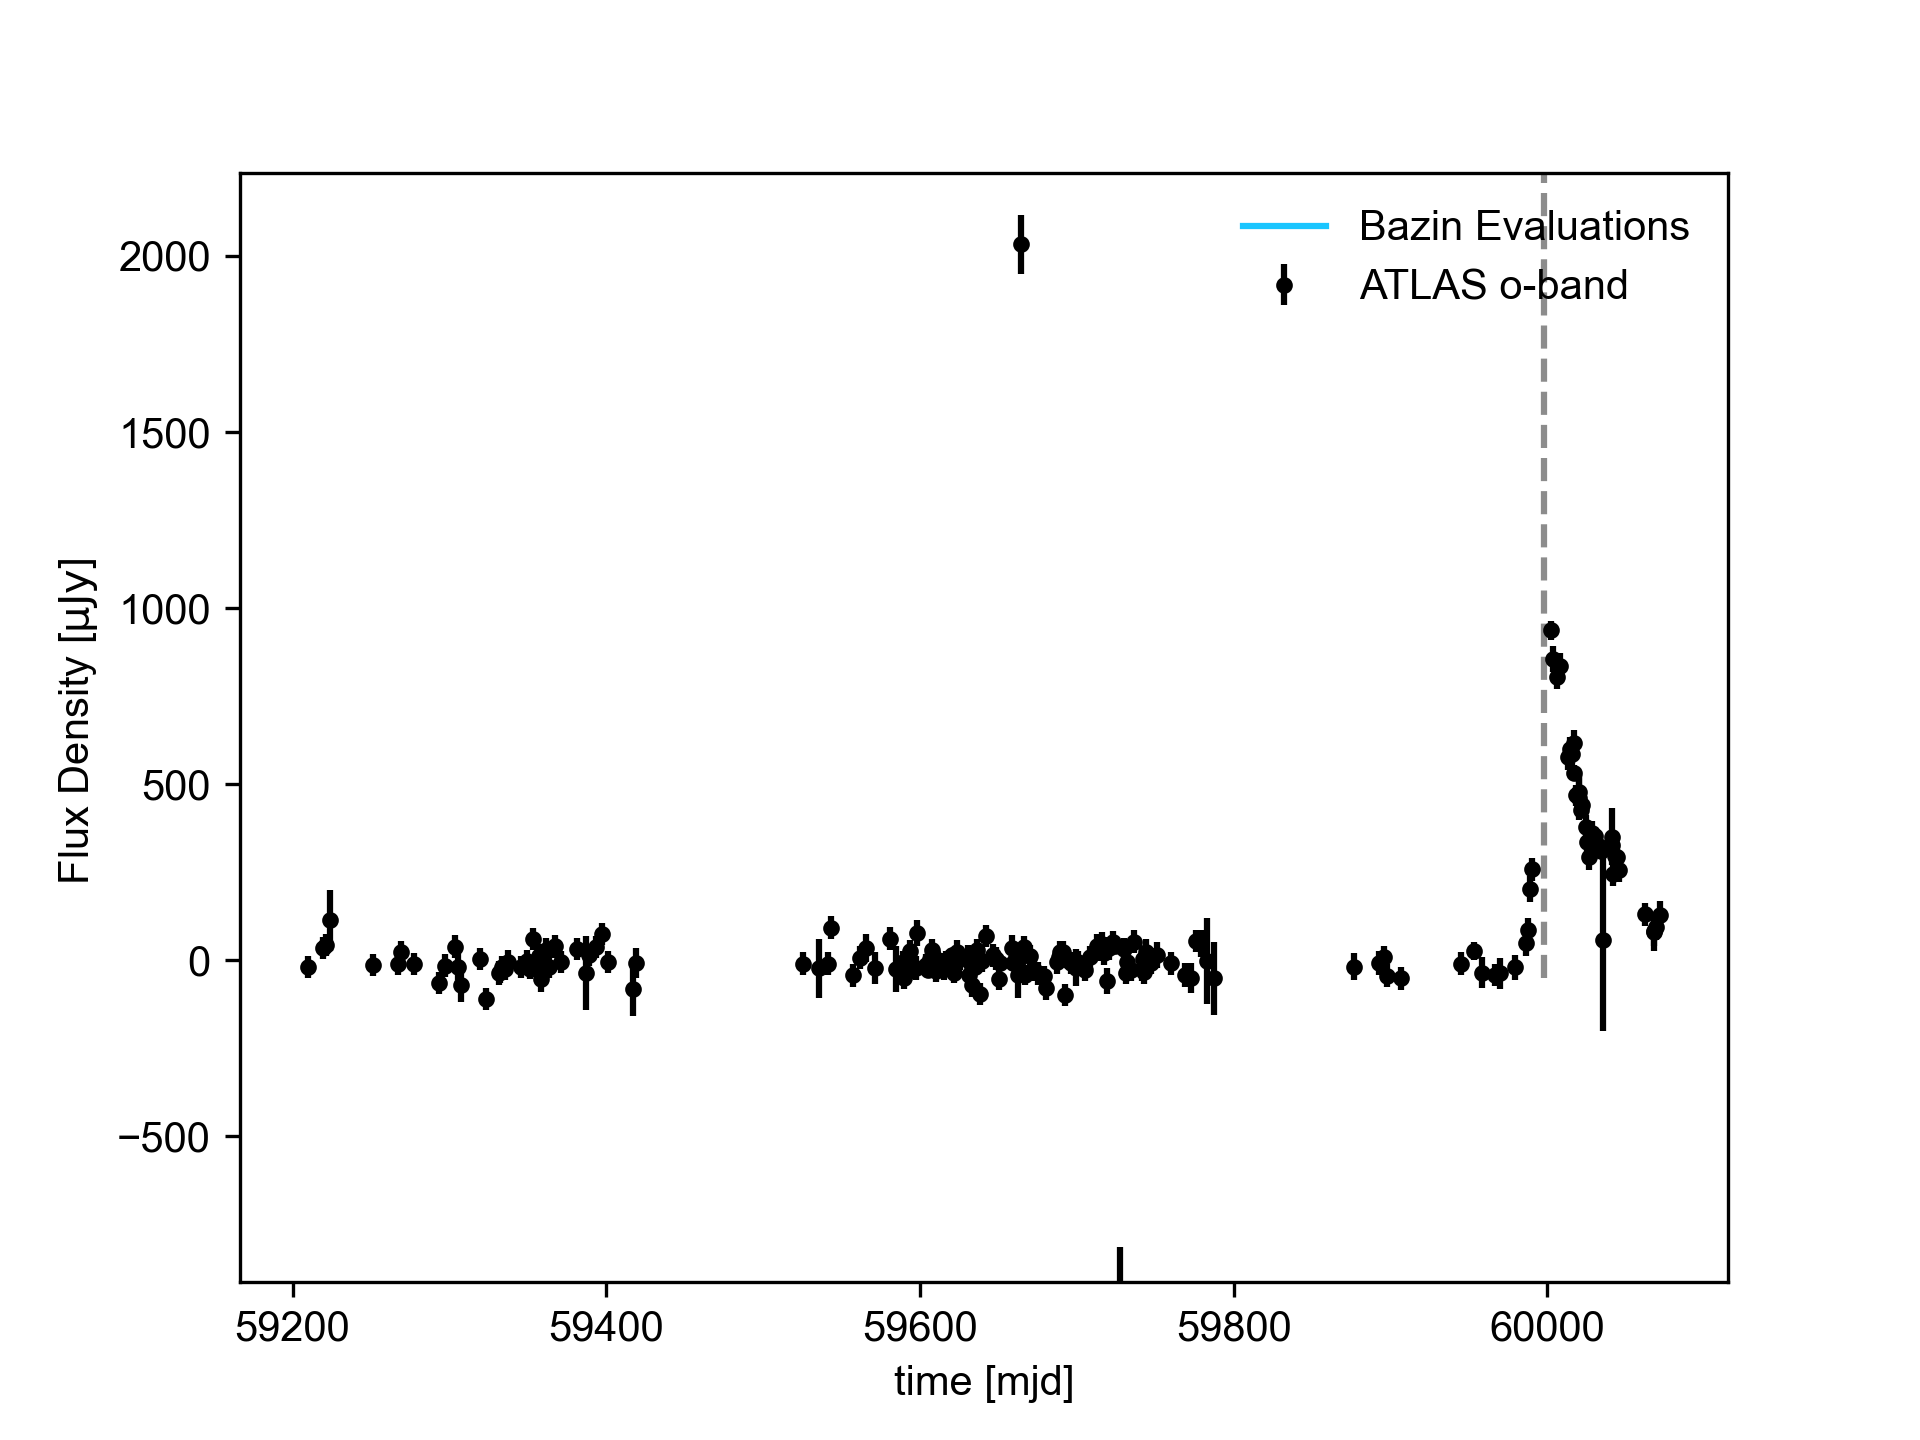 Bazin Evaluations
ATLAS o-band
2000
1500
1000
500
0
−500
Flux Density [µJy]
59200 59400 59600 59800 60000
time [mjd]